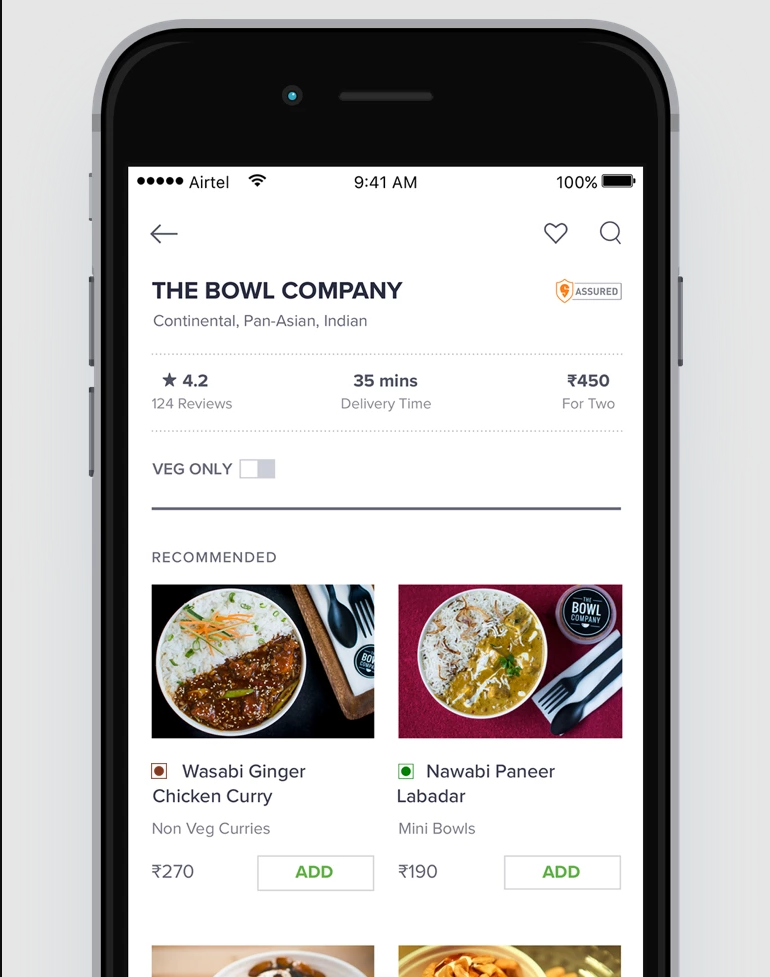 Airtel 9:41 AM 100%
THE BOWL COMPANY
ASSURED
Continental, Pan-Asian, Indian
★ 4.2 35 mins ₹450
124 Reviews Delivery Time For Two
VEG ONLY
RECOMMENDED
THE
BOWL
COMPANY
Wasabi Ginger
Chicken Curry
Non Veg Curries
₹270 ADD
Nawabi Paneer
Labadar
Mini Bowls
₹190 ADD